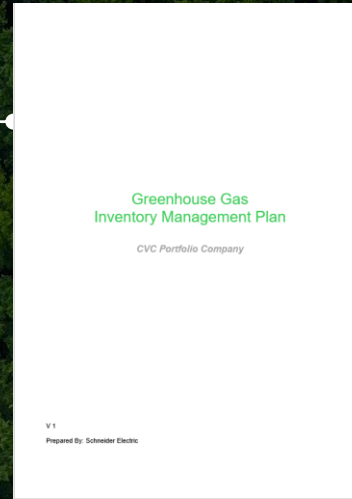 Greenhouse Gas
Inventory Management Plan
CVC Portfolio Company
V 1
Prepared By: Schneider Electric